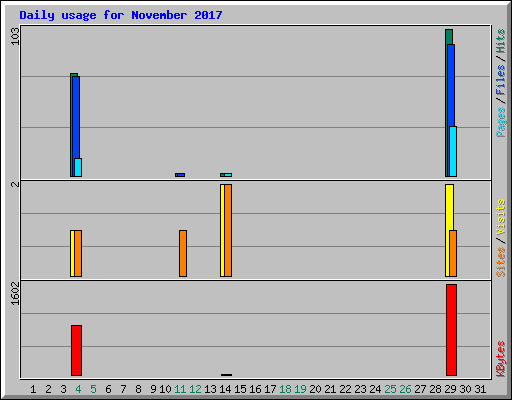 Daily usage for November 2017
103
2
1602
Pages/Files/Hits
Sites/Visits
KBytes
1 2 3 4 5 6 7 8 9 10 11 12 13 14 15 16 17 18 19 20 21 22 23 24 25 26 27 28 29 30 31